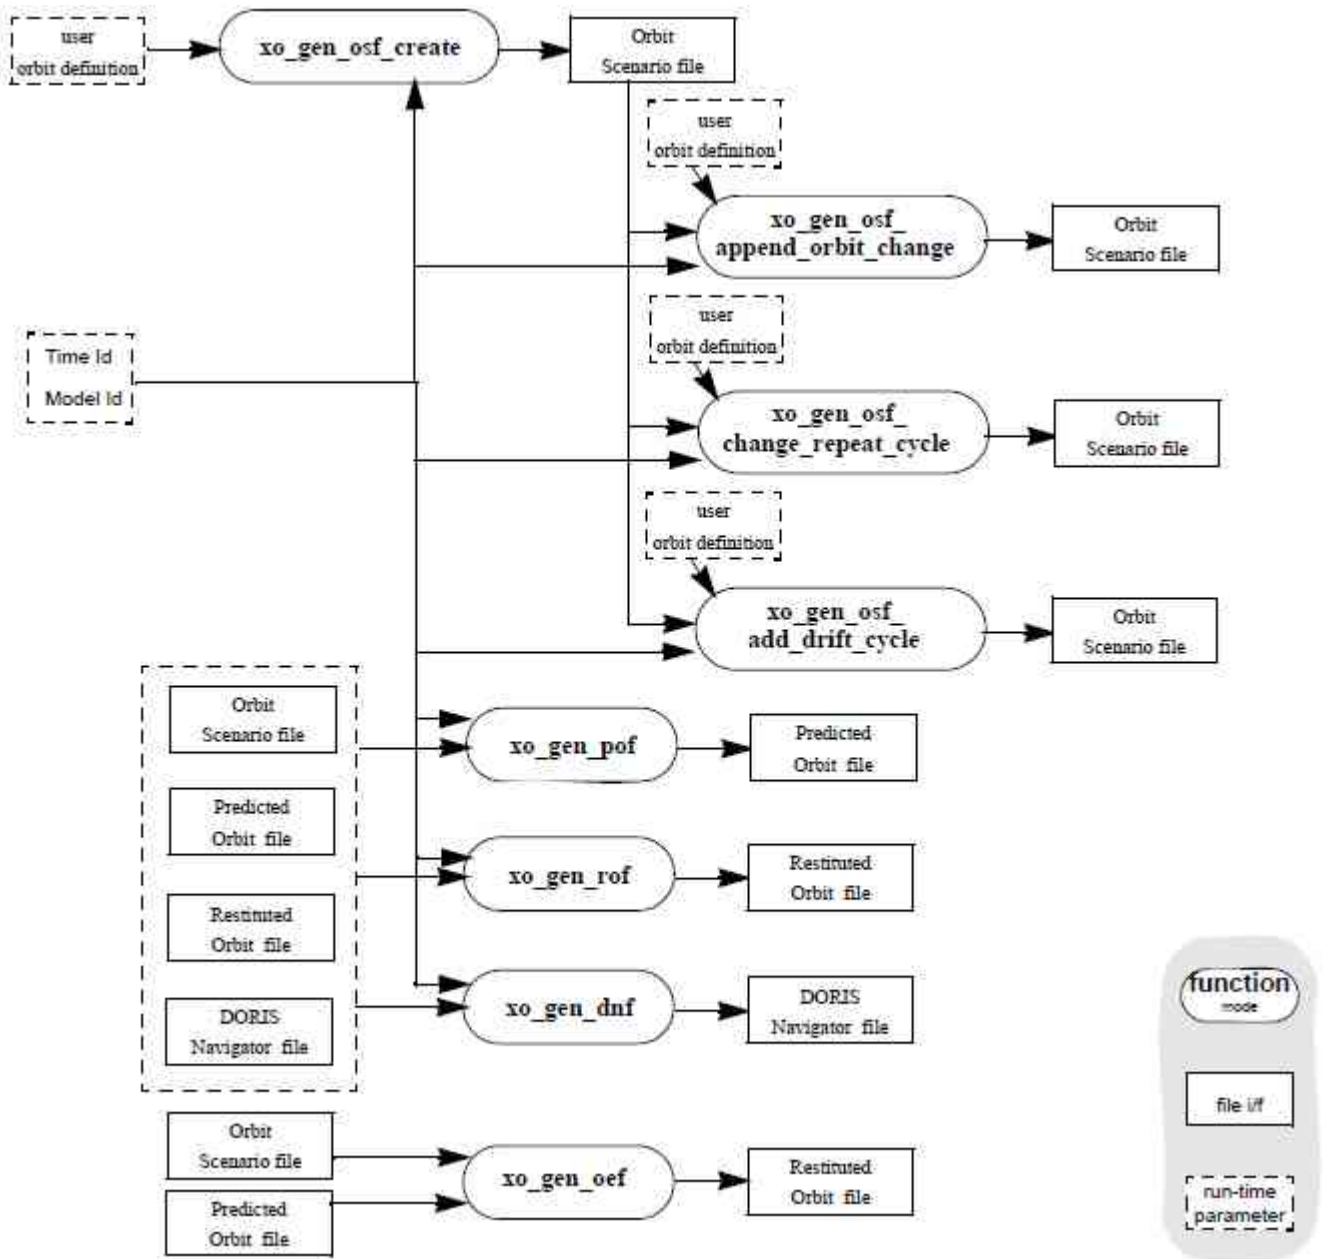 user
orbit definition
xo_gen_osf_create
Orbit
Scenario file
user
orbit definition
xo_gen_osf_
append_orbit_change
Orbit
Scenario file
user
orbit definition
Time Id
Model Id
xo_gen_osf_
change_repeat_cycle
Orbit
Scenario file
user
orbit definition
xo_gen_osf_
add_drift_cycle
Orbit
Scenario file
Orbit
Scenario file
xo_gen_pof
Predicted
Orbit file
Predicted
Orbit file
xo_gen_rof
Restituted
Orbit file
Restituted
Orbit file
DORIS
Navigator file
xo_gen_dnf
DORIS
Navigator file
Orbit
Scenario file
Predicted
Orbit file
xo_gen_oef
Restituted
Orbit file
function
mode
file i/f
run-time
parameter